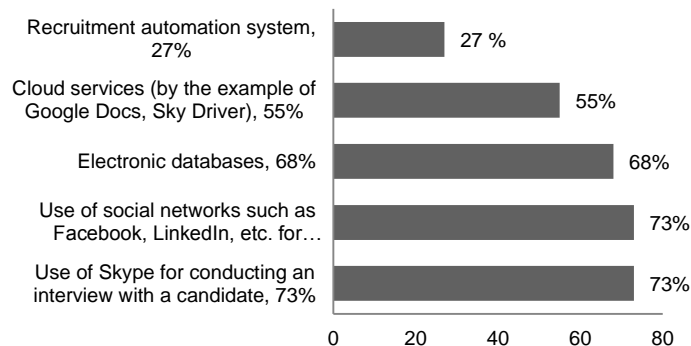 Recruitment automation system,
27%
27 %
Cloud services (by the example of
Google Docs, Sky Driver), 55%
55%
Electronic databases, 68%
68%
Use of social networks such as
Facebook, LinkedIn, etc. for…
73%
Use of Skype for conducting an
interview with a candidate, 73%
73%
0 20 40 60 80